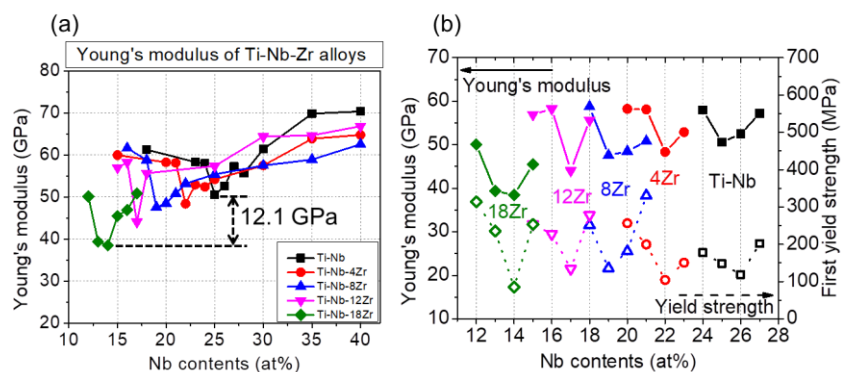 (a)
Young's modulus of Ti-Nb-Zr alloys
Young's modulus (GPa)
80
70
60
50
40
30
20
12.1 GPa
Ti-Nb
Ti-Nb-4Zr
Ti-Nb-8Zr
Ti-Nb-12Zr
Ti-Nb-18Zr
10 15 20 25 30 35 40
Nb contents (at%)
(b)
Young's modulus (GPa)
70
60
50
40
30
20
10
Young's modulus
18Zr
12Zr
8Zr
4Zr
Ti-Nb
Yield strength
700
600
500
400
300
200
100
0
First yield strength (MPa)
12 14 16 18 20 22 24 26 28
Nb contents (at%)